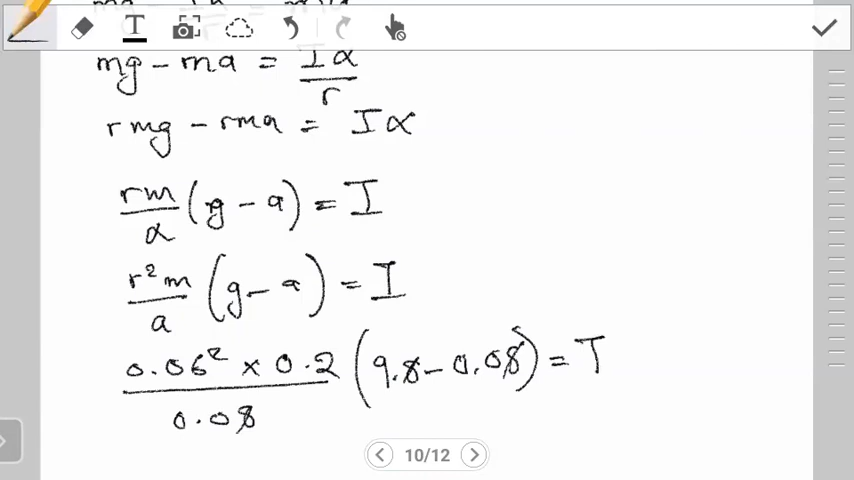 T
mg - ma = Iα/r
rmg - rma = Iα
rm/α (g - a) = I
r²m/a (g - a) = I
0.06² × 0.2/0.08 (9.8 - 0.08) = I
10/12